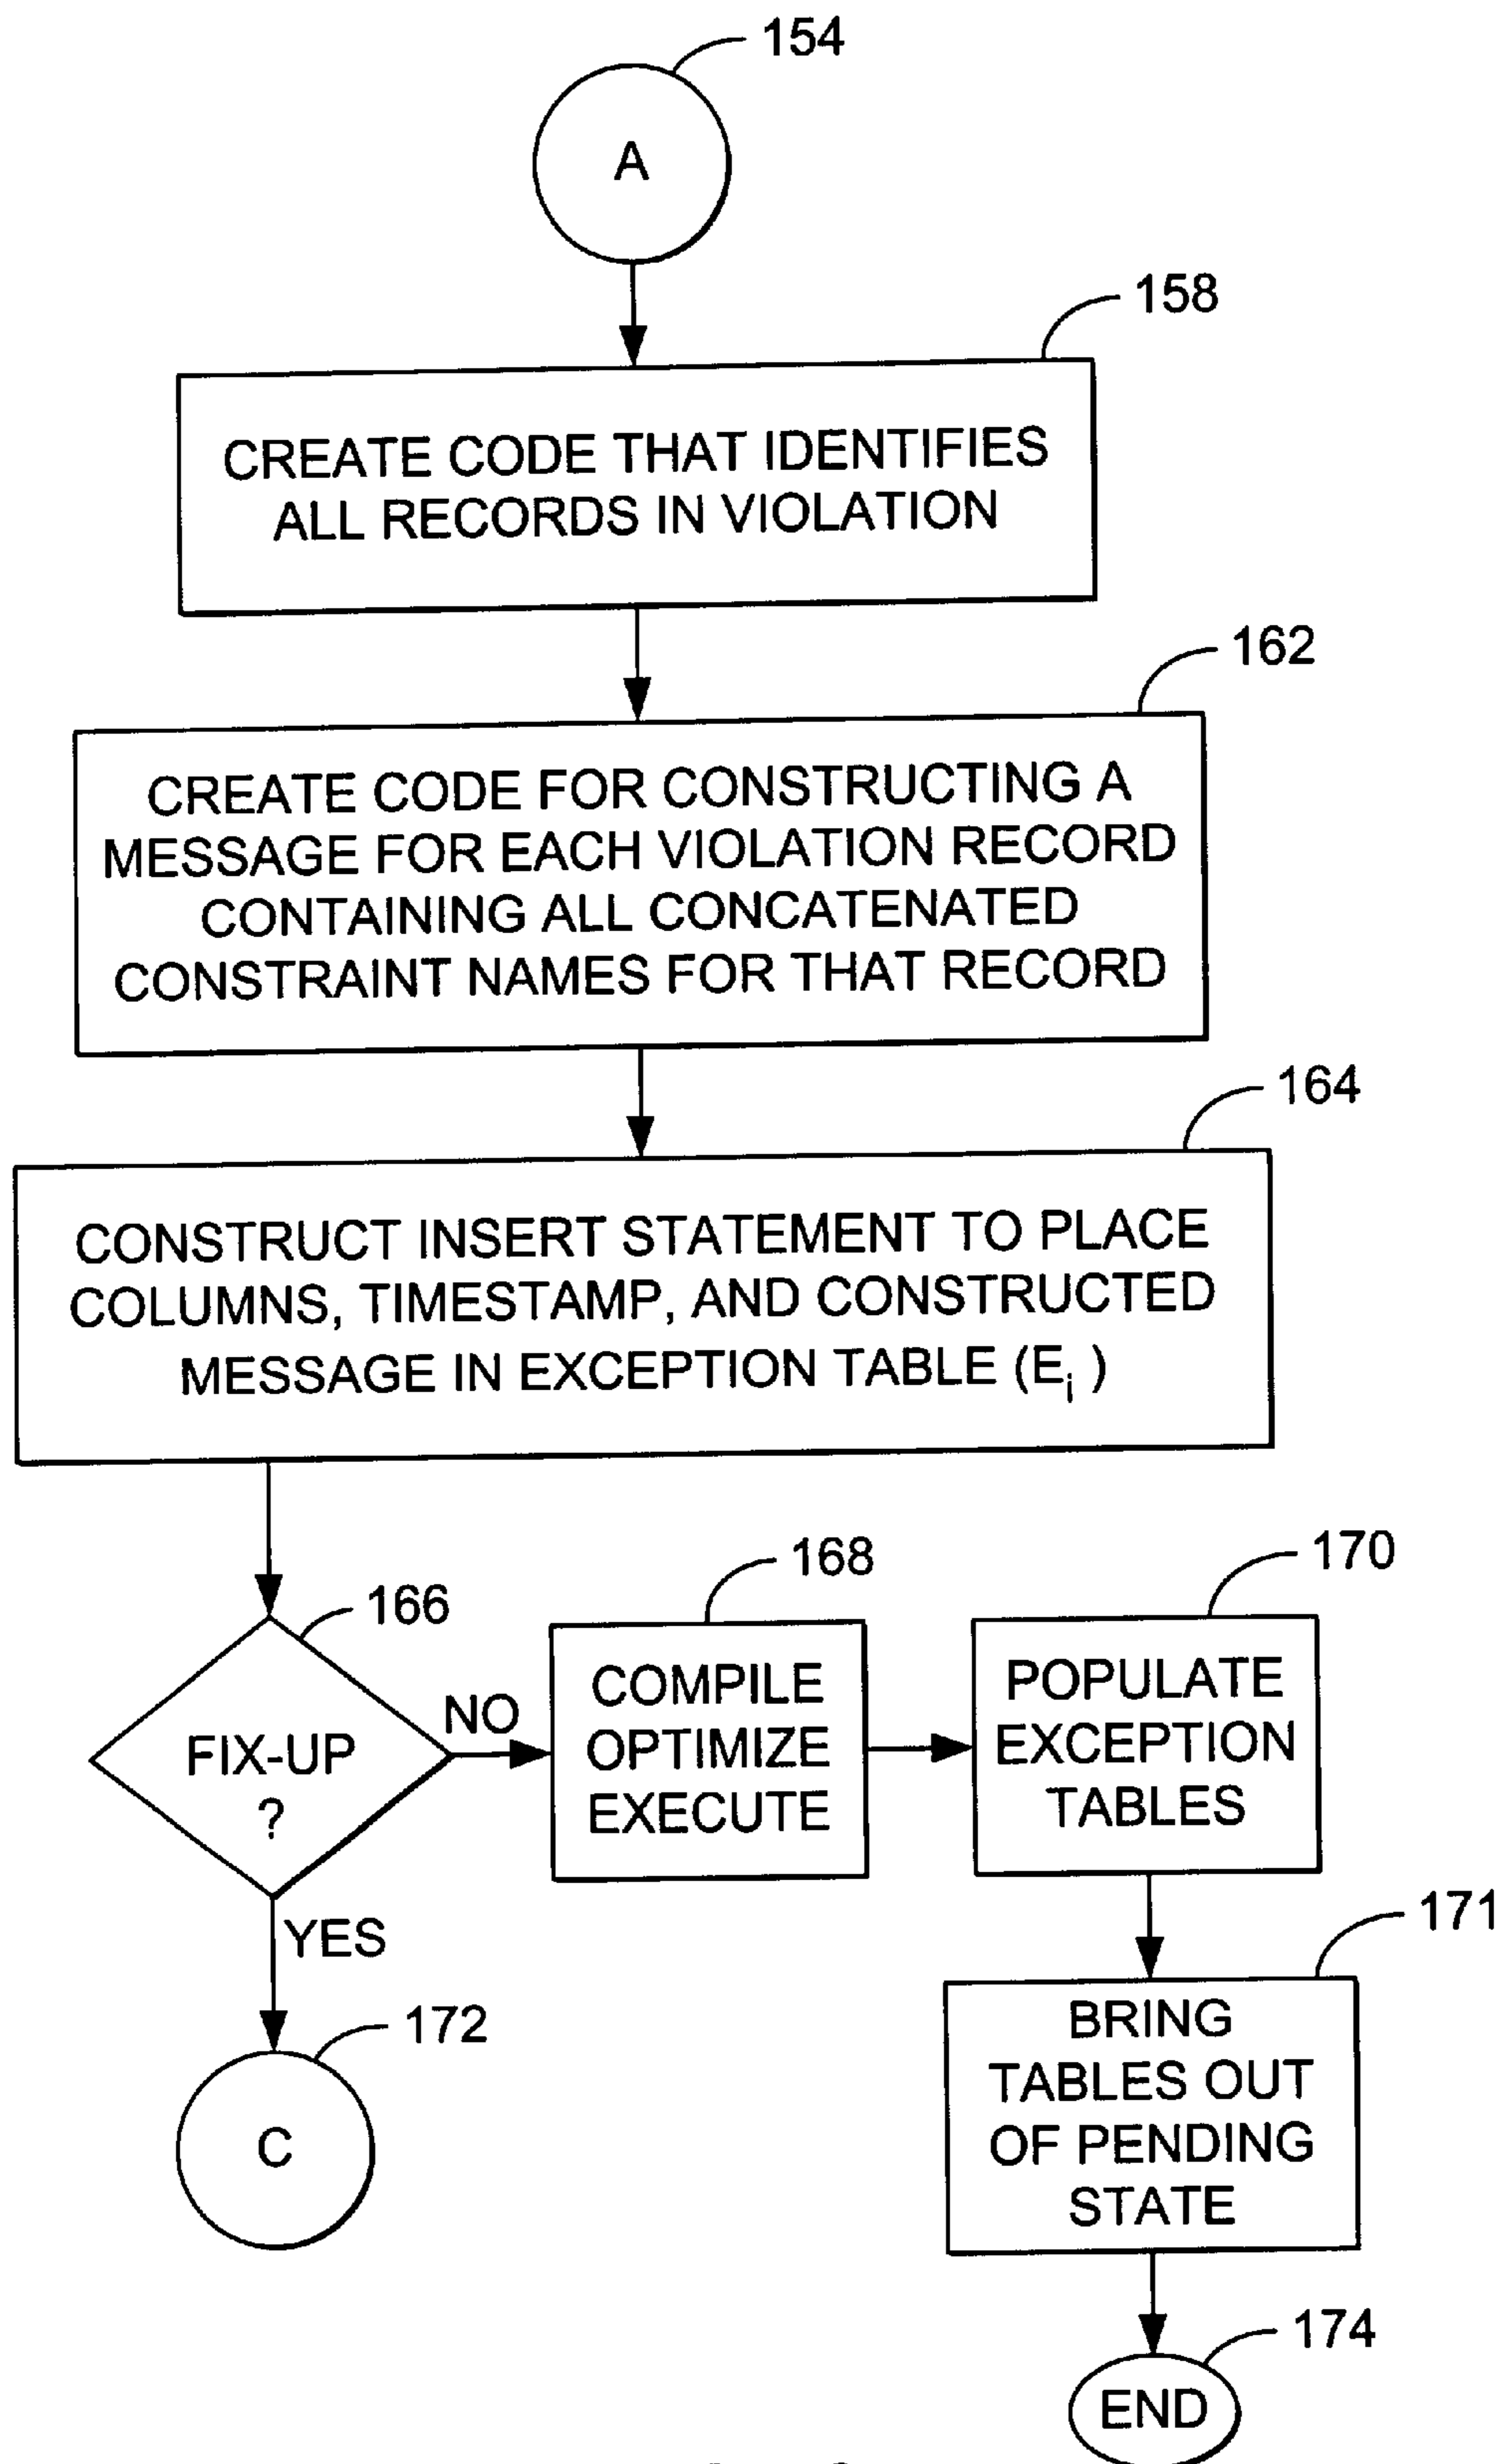 154
A
158
CREATE CODE THAT IDENTIFIES
ALL RECORDS IN VIOLATION
162
CREATE CODE FOR CONSTRUCTING A
MESSAGE FOR EACH VIOLATION RECORD
CONTAINING ALL CONCATENATED
CONSTRAINT NAMES FOR THAT RECORD
164
CONSTRUCT INSERT STATEMENT TO PLACE
COLUMNS, TIMESTAMP, AND CONSTRUCTED
MESSAGE IN EXCEPTION TABLE (Ei )
166
FIX-UP
?
NO
YES
168
COMPILE
OPTIMIZE
EXECUTE
170
POPULATE
EXCEPTION
TABLES
171
BRING
TABLES OUT
OF PENDING
STATE
172
C
174
END